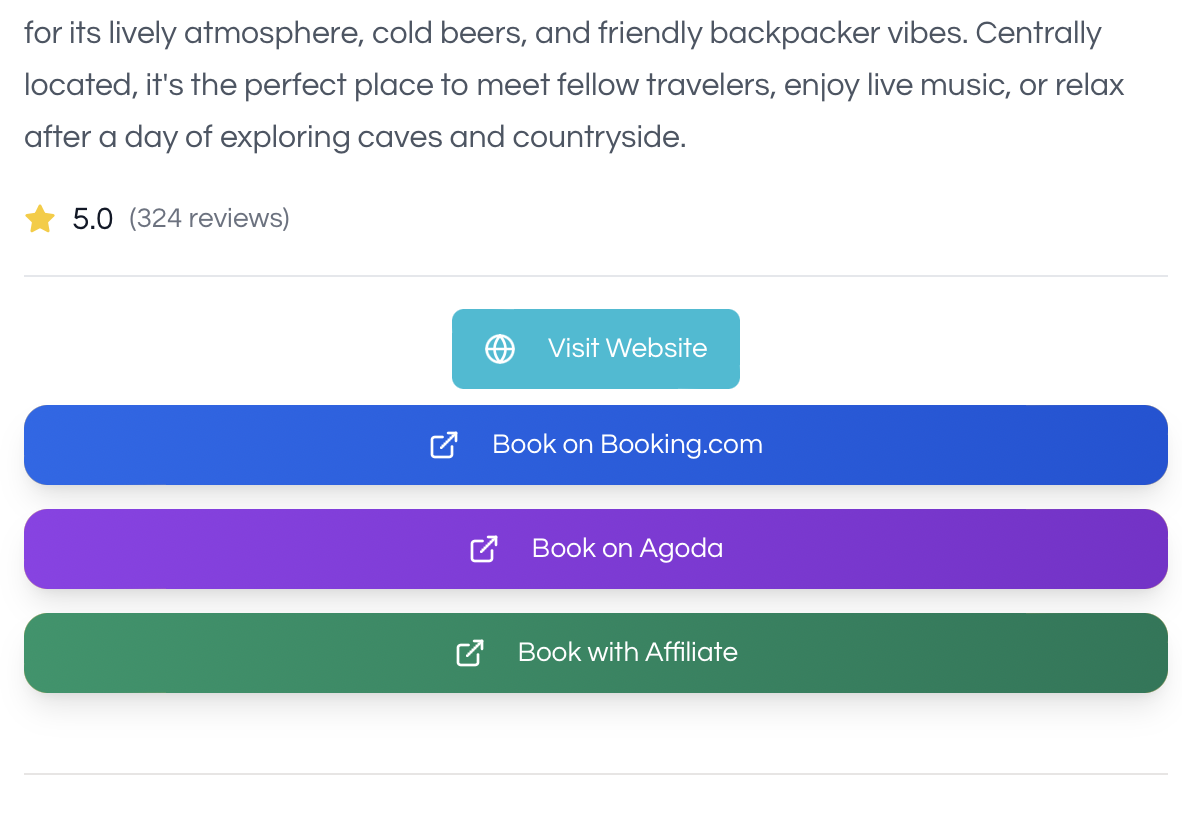 for its lively atmosphere, cold beers, and friendly backpacker vibes. Centrally
located, it's the perfect place to meet fellow travelers, enjoy live music, or relax
after a day of exploring caves and countryside.
5.0 (324 reviews)
Visit Website
Book on Booking.com
Book on Agoda
Book with Affiliate